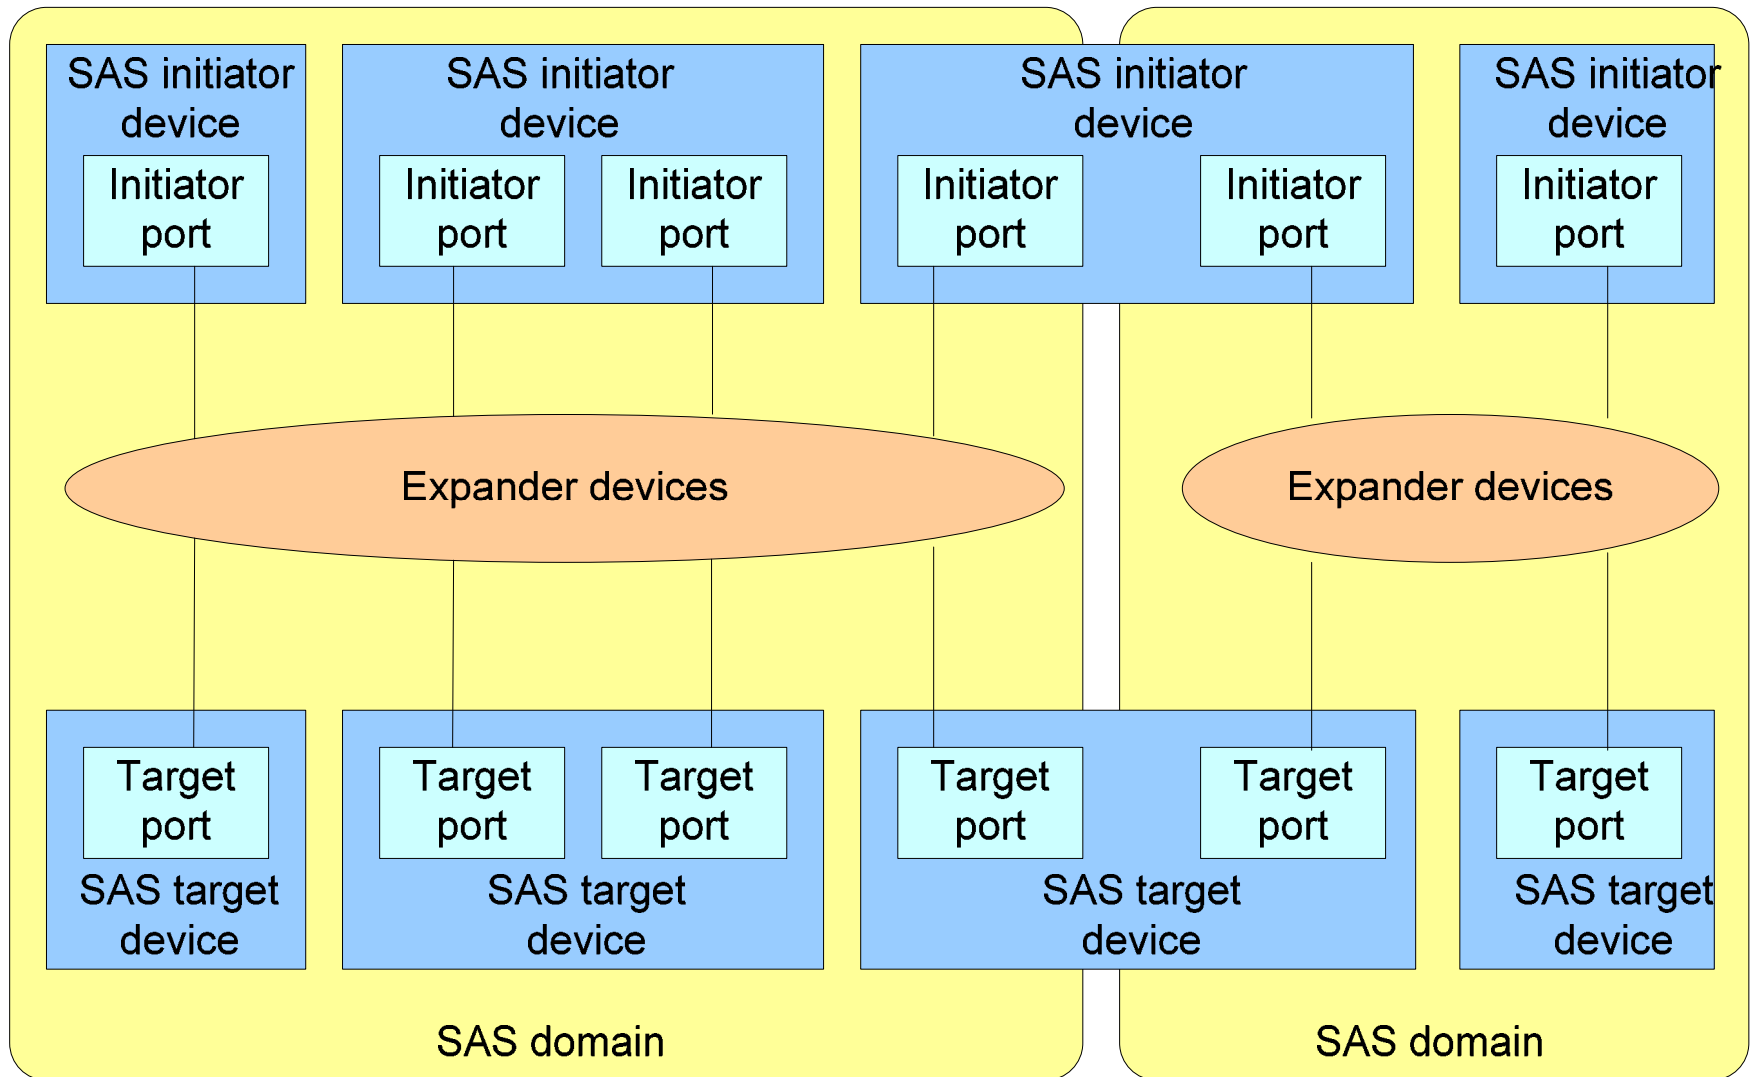 SAS initiator
device
SAS initiator
device
SAS initiator
device
SAS initiator
device
Initiator
port
Initiator
port
Initiator
port
Initiator
port
Initiator
port
Initiator
port
Expander devices
Expander devices
Target
port
Target
port
Target
port
Target
port
Target
port
Target
port
SAS target
device
SAS target
device
SAS target
device
SAS target
device
SAS domain
SAS domain